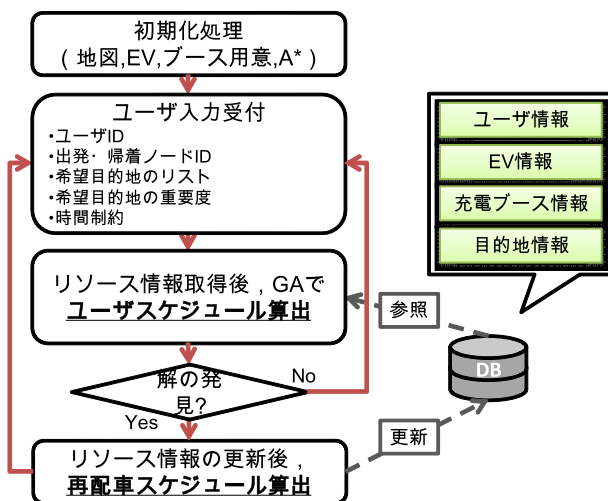 初期化処理
( 地図,EV,ブース用意,A* )
ユーザ入力受付
・ユーザID
・出発・帰着ノードID
・希望目的地のリスト
・希望目的地の重要度
・時間制約
リソース情報取得後，GAで
ユーザスケジュール算出
解の発
見?
No
Yes
リソース情報の更新後，
再配車スケジュール算出
ユーザ情報
EV情報
充電ブース情報
目的地情報
参照
DB
更新